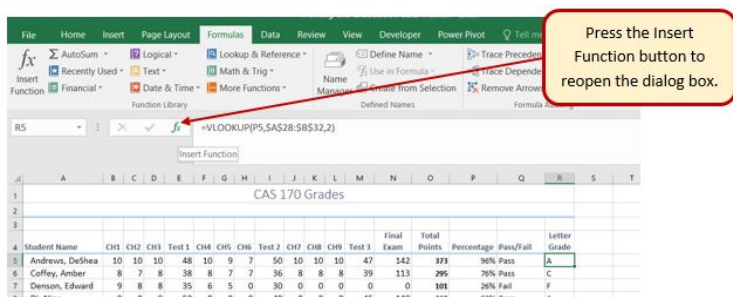 File Home Insert Page Layout Formulas Data Review View Developer Power Pivot Tell me
Press the Insert
Function button to
reopen the dialog box.
fx
Insert
Function
AutoSum
Recently Used
Financial
Logical
Text
Date & Time
Lookup & Reference
Math & Trig
More Functions
Function Library
Name
Manager
Define Name
Use in Formula
Create from Selection
Defined Names
Trace
Trace
Remove Arrows
Formula
R5 fx =VLOOKUP(P5,$A$28:$B$32,2)
Insert Function
A B C D E F G H I J K L M N O P Q R S T
1 CAS 170 Grades
2
3
4 Student Name CH1 CH2 CH3 Test 1 CH4 CH5 CH6 Test 2 CH7 CH8 CH9 Test 3 Final Exam Total Points Percentage Pass/Fail Letter Grade
5 Andrews, DeShea 10 10 10 48 10 9 7 50 10 10 10 47 142 373 96% Pass A
6 Coffey, Amber 8 7 8 38 8 7 7 36 8 8 8 39 113 295 76% Pass C
7 Denson, Edward 9 8 8 35 6 5 0 30 0 0 0 0 0 101 26% Fail F